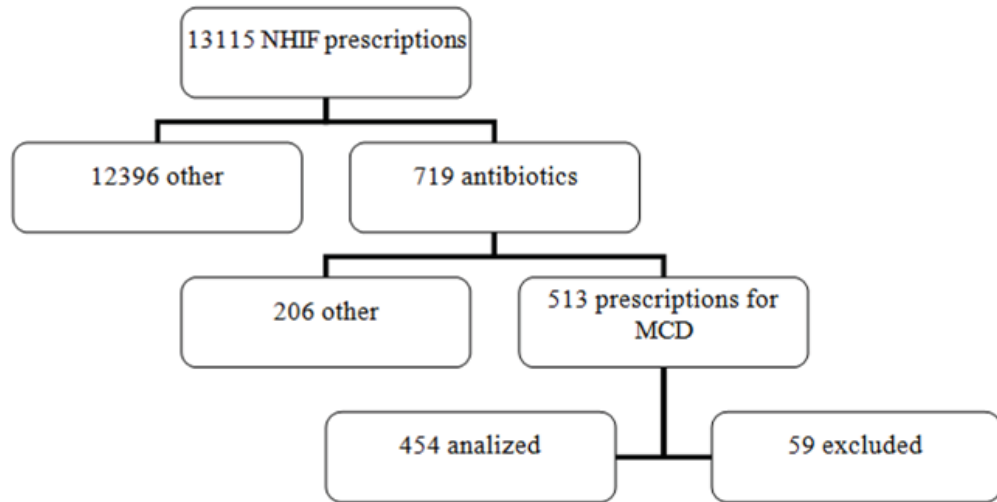 13115 NHIF prescriptions
12396 other
719 antibiotics
206 other
513 prescriptions for
MCD
454 analized
59 excluded